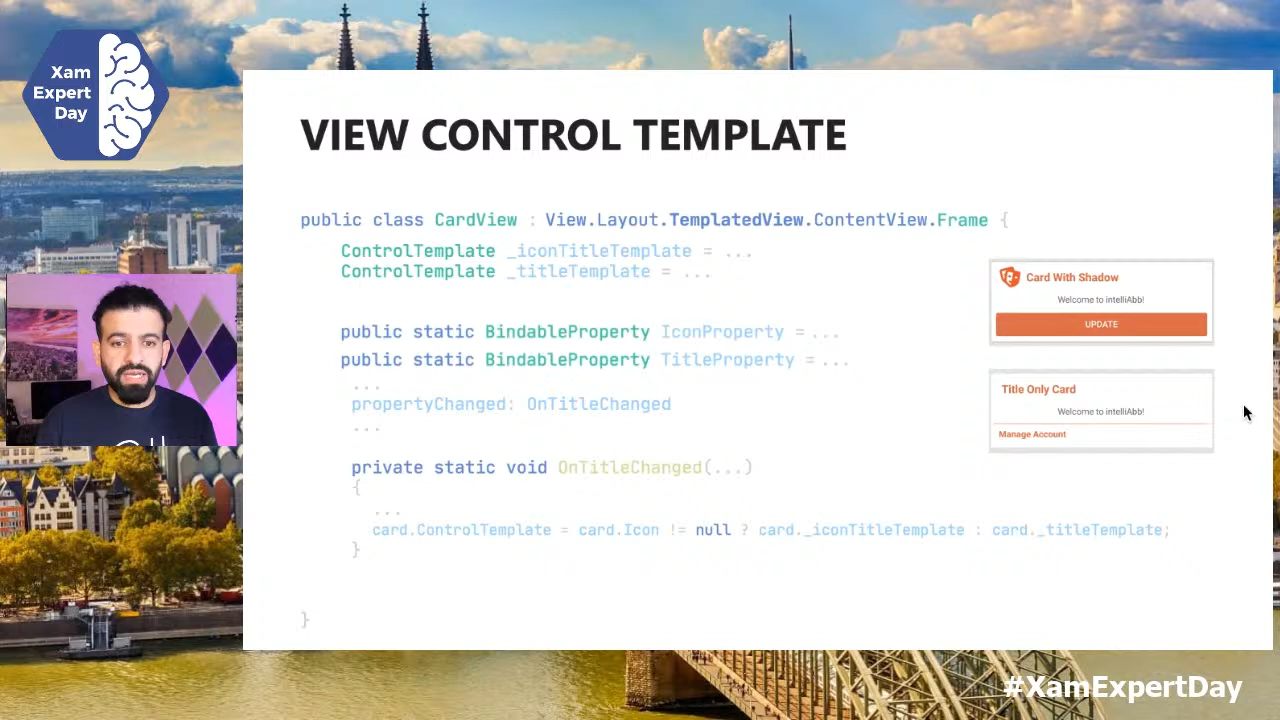 Xam
Expert
Day
VIEW CONTROL TEMPLATE
public class CardView : View.Layout.TemplatedView.ContentView.Frame {
ControlTemplate _iconTitleTemplate = ...
ControlTemplate _titleTemplate = ...
public static BindableProperty IconProperty = ...
public static BindableProperty TitleProperty = ...
...
propertyChanged: OnTitleChanged
...
private static void OnTitleChanged(...)
{
...
card.ControlTemplate = card.Icon != null ? card._iconTitleTemplate : card._titleTemplate;
}
}
Card With Shadow
Welcome to intelliAbb!
UPDATE
Title Only Card
Welcome to intelliAbb!
Manage Account
#XamExpertDay